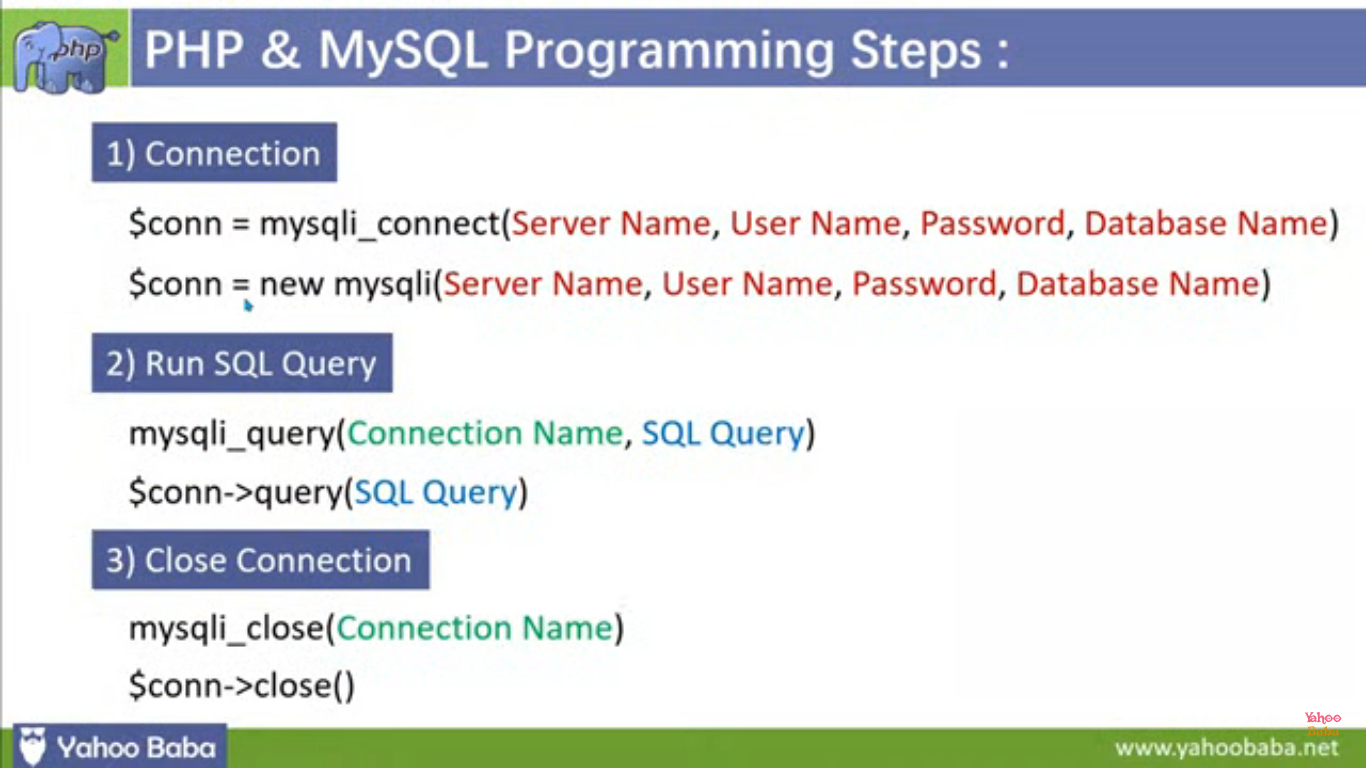 php
PHP & MySQL Programming Steps :
1) Connection
$conn = mysqli_connect(Server Name, User Name, Password, Database Name)
$conn = new mysqli(Server Name, User Name, Password, Database Name)
2) Run SQL Query
mysqli_query(Connection Name, SQL Query)
$conn->query(SQL Query)
3) Close Connection
mysqli_close(Connection Name)
$conn->close()
Yahoo
Baba
Yahoo Baba
www.yahoobaba.net